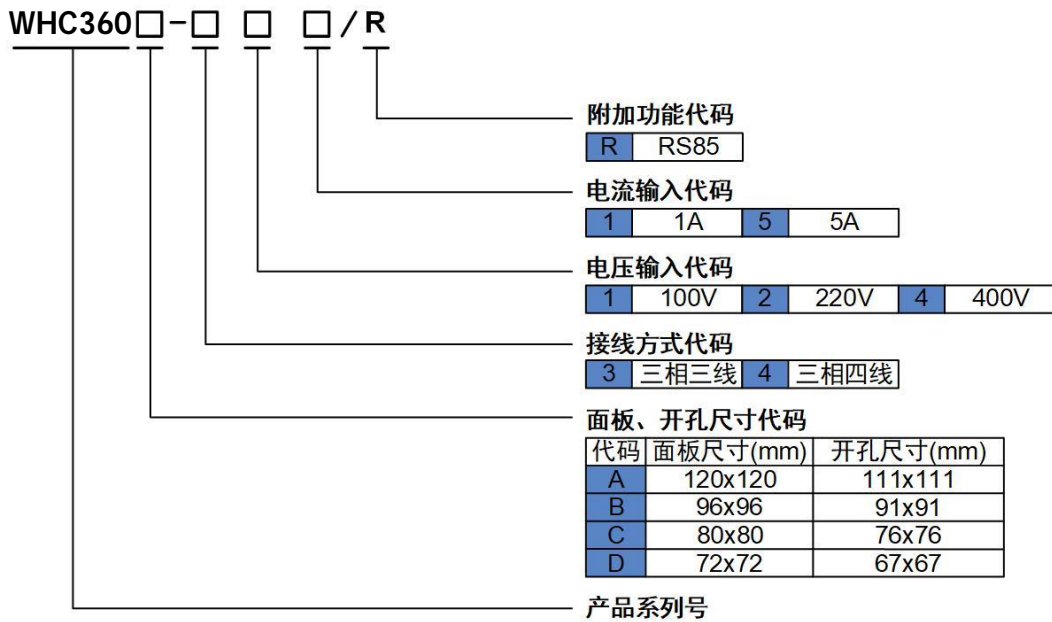 WHC360□-□ □ □/R
附加功能代码
R RS85
电流输入代码
1 1A 5 5A
电压输入代码
1 100V 2 220V 4 400V
接线方式代码
3 三相三线 4 三相四线
面板、开孔尺寸代码
代码 面板尺寸(mm) 开孔尺寸(mm)
A 120x120 111x111
B 96x96 91x91
C 80x80 76x76
D 72x72 67x67
产品系列号